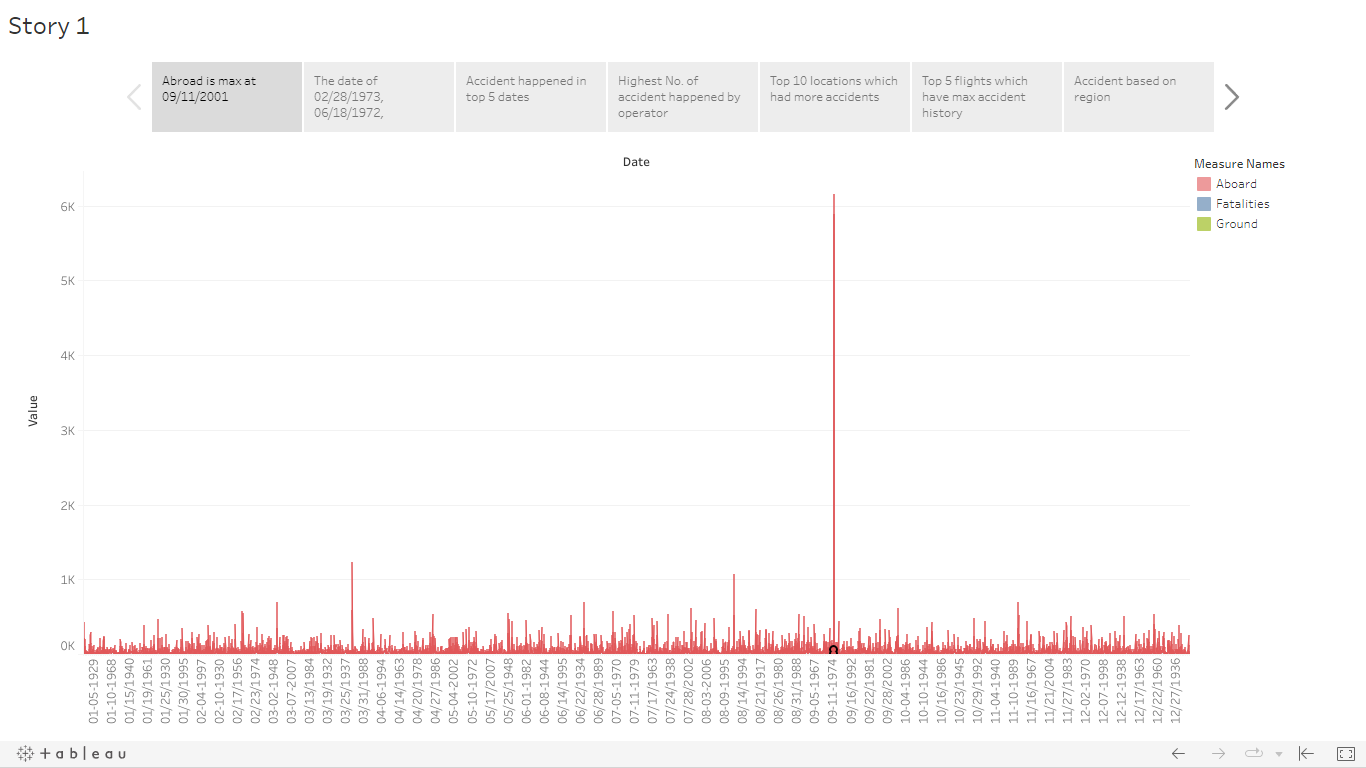 Story 1
Abroad is max at
09/11/2001
The date of
02/28/1973,
06/18/1972,
Accident happened in
top 5 dates
Highest No. of
accident happened by
operator
Top 10 locations which
had more accidents
Top 5 flights which
have max accident
history
Accident based on
region
Date
Measure Names
Aboard
Fatalities
Ground
Value
6K
5K
4K
3K
2K
1K
0K
01-05-1929
01-10-1968
01/15/1940
01/19/1961
01/25/1930
01/30/1995
02-04-1997
02-10-1930
02/17/1956
02/23/1974
03-02-1948
03-07-2007
03/13/1984
03/19/1932
03/25/1937
03/31/1988
04-06-1994
04/14/1963
04/20/1978
04/27/1986
05-04-2002
05-10-1972
05/17/2007
05/25/1948
06-01-1982
06-08-1944
06/14/1995
06/22/1934
06/28/1989
07-05-1970
07-11-1979
07/17/1963
07/24/1938
07/28/2002
08-03-2006
08-09-1995
08/14/1994
08/21/1917
08/26/1980
08/31/1988
09-05-1967
09-11-1974
09/16/1992
09/22/1981
09/28/2002
10-04-1986
10-10-1944
10/16/1986
10/23/1945
10/29/1992
11-04-1940
11-10-1989
11/16/1967
11/21/2004
11/27/1983
12-02-1970
12-07-1998
12-12-1938
12/17/1963
12/22/1960
12/27/1936
+ableau